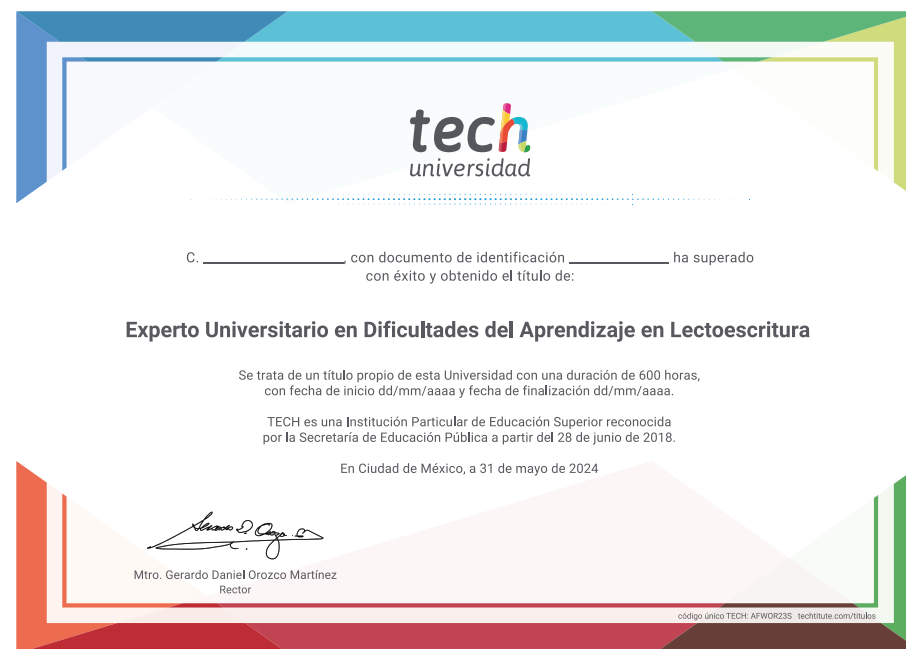 tech
universidad
C. ____________, con documento de identificación ____________ ha superado
con éxito y obtenido el título de:
Experto Universitario en Dificultades del Aprendizaje en Lectoescritura
Se trata de un título propio de esta Universidad con una duración de 600 horas,
con fecha de inicio dd/mm/aaaa y fecha de finalización dd/mm/aaaa.
TECH es una Institución Particular de Educación Superior reconocida
por la Secretaría de Educación Pública a partir del 28 de junio de 2018.
En Ciudad de México, a 31 de mayo de 2024
Mtro. Gerardo Daniel Orozco Martínez
Rector
código único TECH: AFWOR23S techtitute.com/titulos